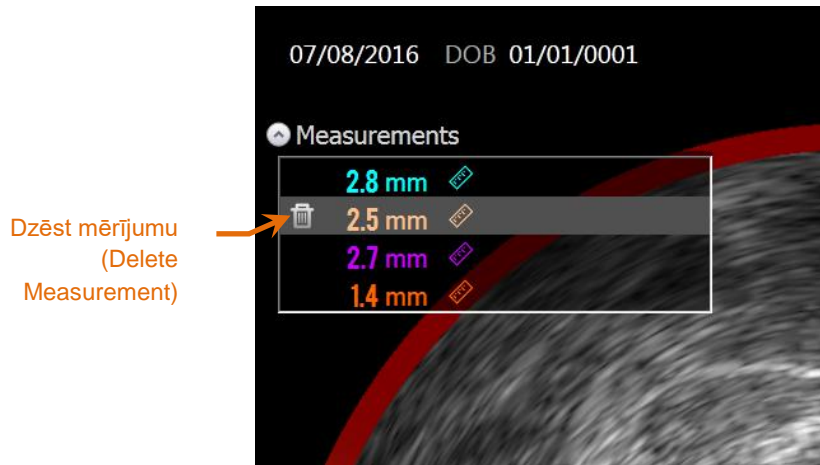 07/08/2016 DOB 01/01/0001
Measurements
2.8 mm
2.5 mm
2.7 mm
1.4 mm
Dzēst mērījumu
(Delete
Measurement)